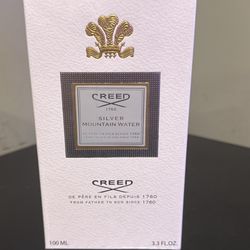 CREED
1760
SILVER
MOUNTAIN WATER
CREED
DE PÈRE EN FILS DEPUIS 1760
FROM FATHER TO SON SINCE 1760
100 ML 3.3 FL.OZ.